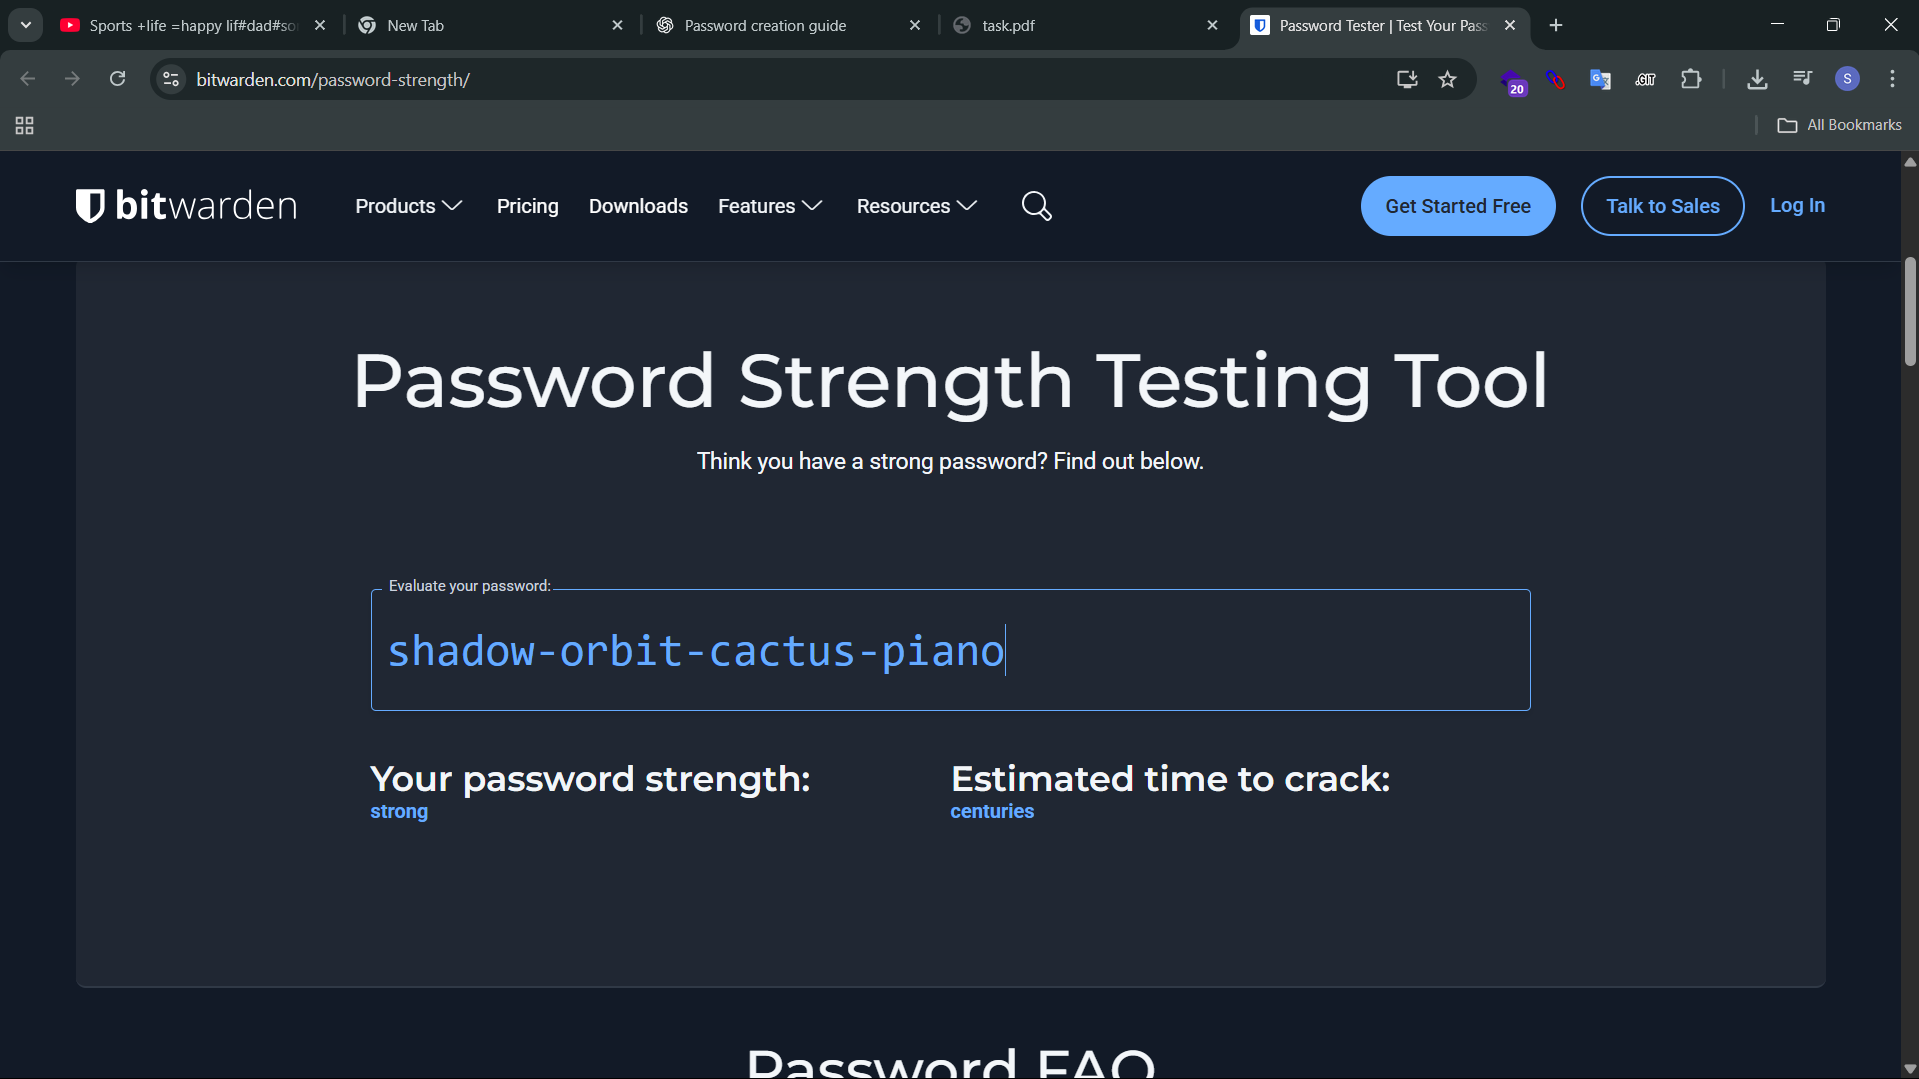 Sports +life =happy lif#dad#so
New Tab
Password creation guide
task.pdf
Password Tester | Test Your Pass
bitwarden.com/password-strength/
20
.GIT
S
All Bookmarks
bitwarden
Products
Pricing
Downloads
Features
Resources
Get Started Free
Talk to Sales
Log In
Password Strength Testing Tool
Think you have a strong password? Find out below.
Evaluate your password:
shadow-orbit-cactus-piano
Your password strength:
strong
Estimated time to crack:
centuries
Password FAQ